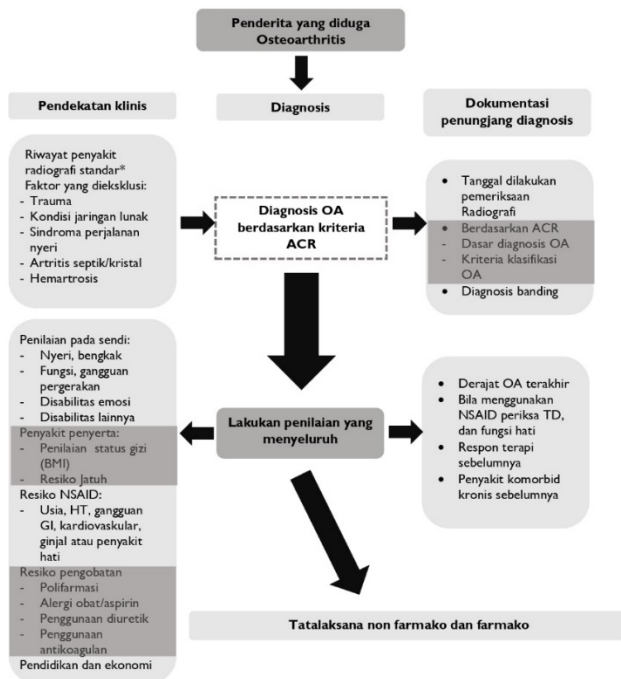 Penderita yang diduga
Osteoarthritis
Pendekatan klinis
Diagnosis
Dokumentasi
penungjang diagnosis
Riwayat penyakit
radiografi standar*
Faktor yang dieksklusi:
- Trauma
- Kondisi jaringan lunak
- Sindroma perjalanan
nyeri
- Artritis septik/kristal
- Hemartrosis
Diagnosis OA
berdasarkan kriteria
ACR
• Tanggal dilakukan
pemeriksaan
Radiografi
• Berdasarkan ACR
- Dasar diagnosis OA
- Kriteria klasifikasi
OA
• Diagnosis banding
Penilaian pada sendi:
- Nyeri, bengkak
- Fungsi, gangguan
pergerakan
- Disabilitas emosi
- Disabilitas lainnya
Penyakit penyerta:
- Penilaian status gizi
(BMI)
- Resiko Jatuh
Resiko NSAID:
- Usia, HT, gangguan
GI, kardiovaskular,
ginjal atau penyakit
hati
Resiko pengobatan
- Polifarmasi
- Alergi obat/aspirin
- Penggunaan diuretik
- Penggunaan
antikoagulan
Pendidikan dan ekonomi
Lakukan penilaian yang
menyeluruh
• Derajat OA terakhir
• Bila menggunakan
NSAID periksa TD,
dan fungsi hati
• Respon terapi
sebelumnya
• Penyakit komorbid
kronis sebelumnya
Tatalaksana non farmako dan farmako